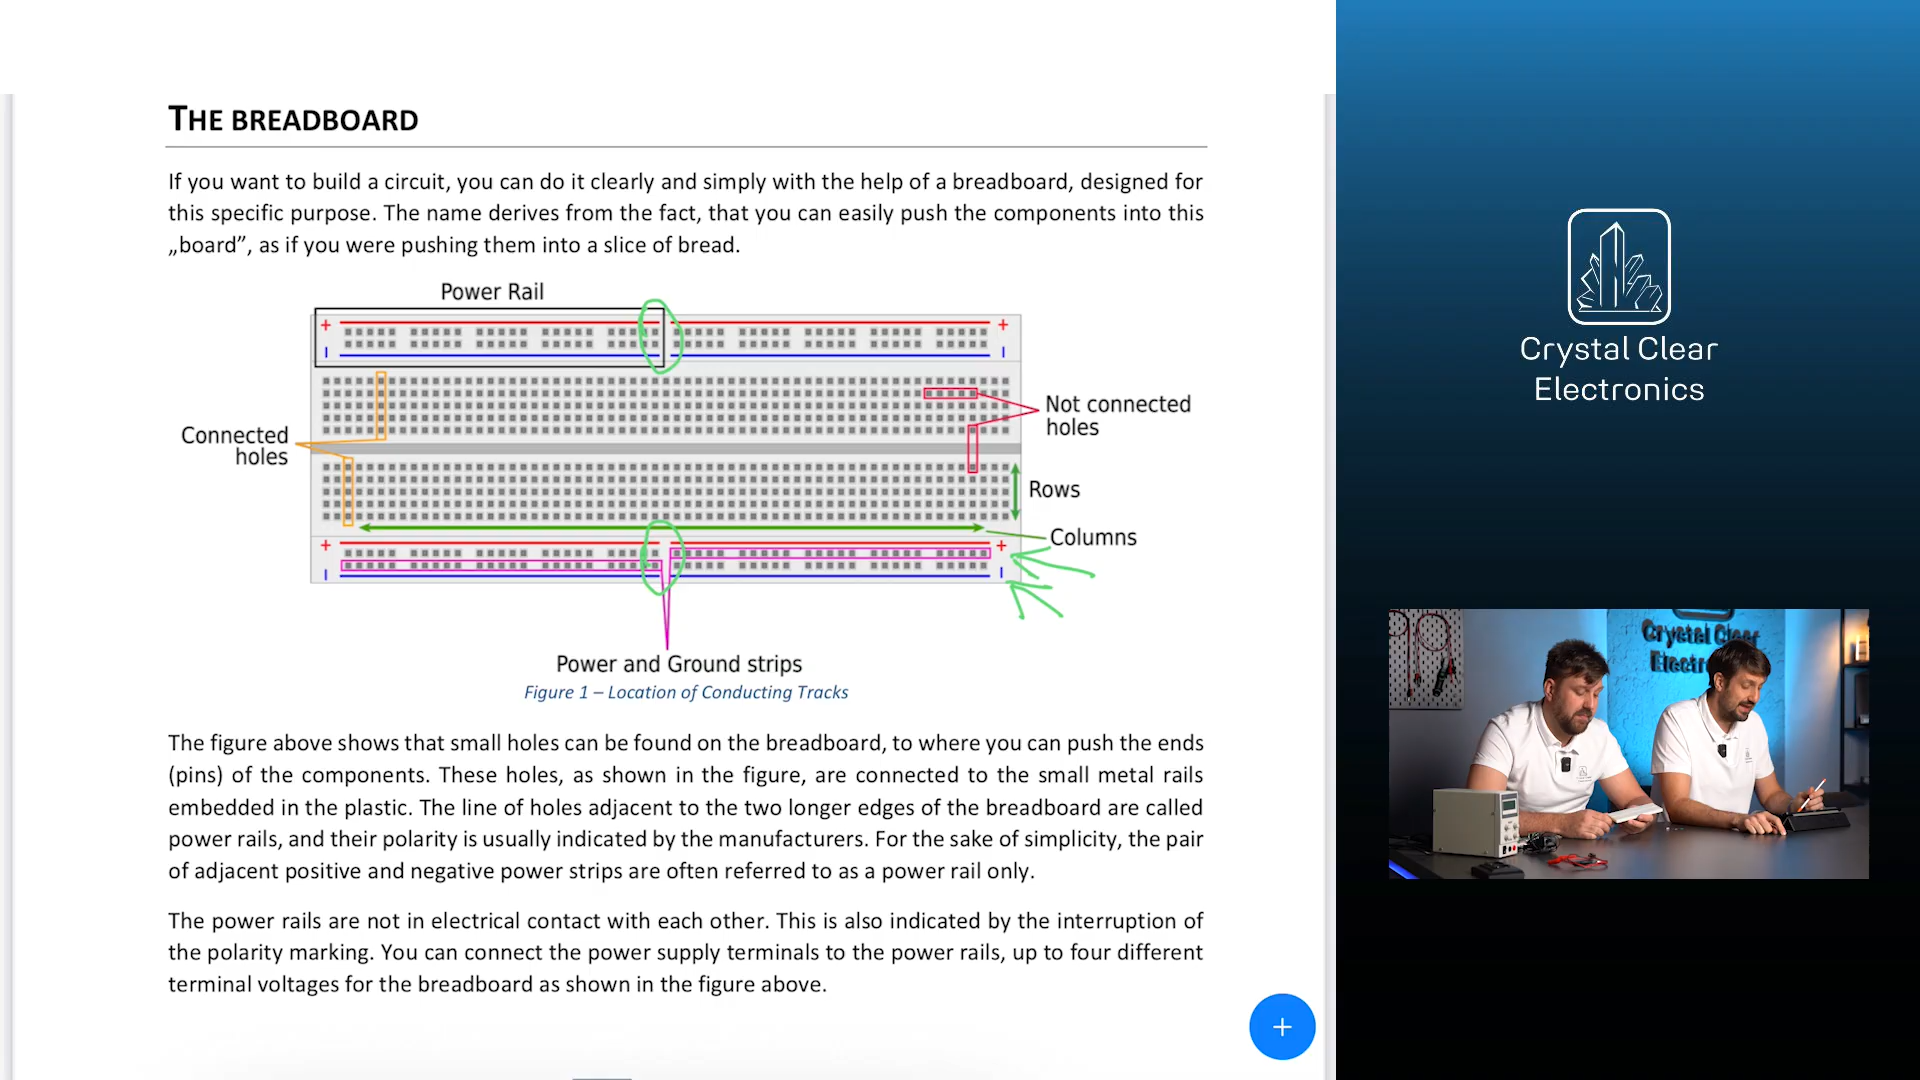 THE BREADBOARD
If you want to build a circuit, you can do it clearly and simply with the help of a breadboard, designed for
this specific purpose. The name derives from the fact, that you can easily push the components into this
„board”, as if you were pushing them into a slice of bread.
Power Rail
+ +
Connected
holes
Not connected
holes
Rows
Columns
+ +
Power and Ground strips
Figure 1 – Location of Conducting Tracks
The figure above shows that small holes can be found on the breadboard, to where you can push the ends
(pins) of the components. These holes, as shown in the figure, are connected to the small metal rails
embedded in the plastic. The line of holes adjacent to the two longer edges of the breadboard are called
power rails, and their polarity is usually indicated by the manufacturers. For the sake of simplicity, the pair
of adjacent positive and negative power strips are often referred to as a power rail only.
The power rails are not in electrical contact with each other. This is also indicated by the interruption of
the polarity marking. You can connect the power supply terminals to the power rails, up to four different
terminal voltages for the breadboard as shown in the figure above.
+
Crystal Clear
Electronics
Crystal Clear
Electr